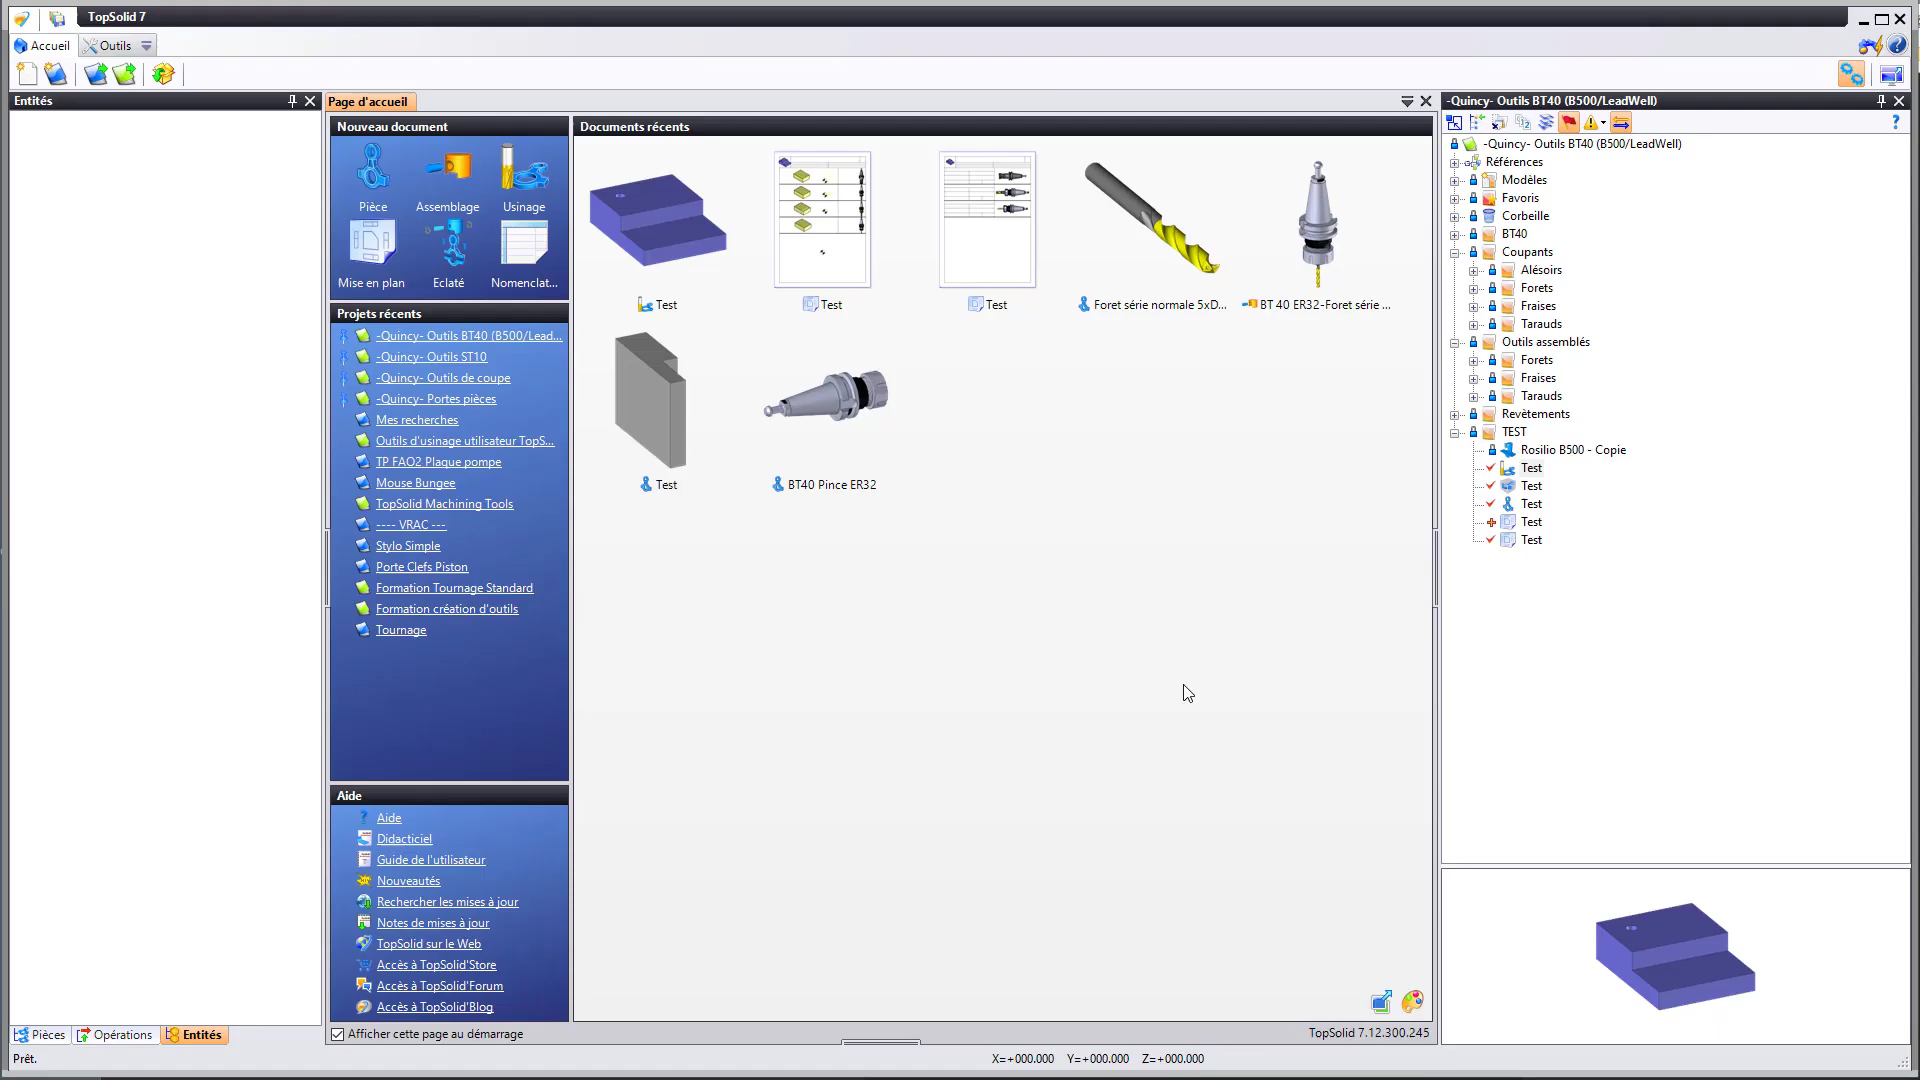 TopSolid 7
Accueil
Outils
Entités
Page d'accueil
-Quincy- Outils BT40 (B500/LeadWell)
Nouveau document
Documents récents
Pièce
Assemblage
Usinage
Mise en plan
Eclaté
Nomenclat...
Test
Test
Test
Foret série normale 5xD...
BT 40 ER32-Foret série ...
Test
BT40 Pince ER32
Projets récents
-Quincy- Outils BT40 (B500/Lead...
-Quincy- Outils ST10
-Quincy- Outils de coupe
-Quincy- Portes pièces
Mes recherches
Outils d'usinage utilisateur TopS...
TP FAO2 Plaque pompe
Mouse Bungee
TopSolid Machining Tools
---- VRAC ---
Stylo Simple
Porte Clefs Piston
Formation Tournage Standard
Formation création d'outils
Tournage
Aide
Aide
Didacticiel
Guide de l'utilisateur
Nouveautés
Rechercher les mises à jour
Notes de mises à jour
TopSolid sur le Web
Accès à TopSolid'Store
Accès à TopSolid'Forum
Accès à TopSolid'Blog
Afficher cette page au démarrage
TopSolid 7.12.300.245
-Quincy- Outils BT40 (B500/LeadWell)
Références
Modèles
Favoris
Corbeille
BT40
Coupants
Alésoirs
Forets
Fraises
Tarauds
Outils assemblés
Forets
Fraises
Tarauds
Revètements
TEST
Rosilio B500 - Copie
Test
Test
Test
Test
Test
Pièces
Opérations
Entités
Prêt.
X=+000.000 Y=+000.000 Z=+000.000